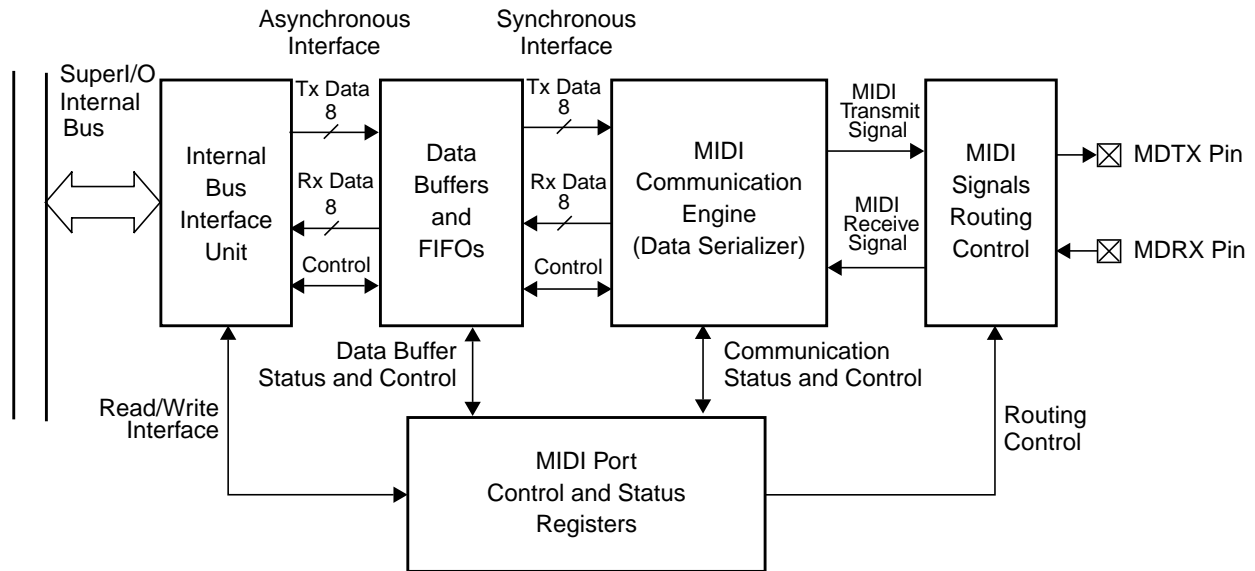 Asynchronous
Interface
Synchronous
Interface
SuperI/O
Internal
Bus
Tx Data
8
Tx Data
8
MIDI
Transmit
Signal
Internal
Bus
Interface
Unit
Data
Buffers
and
FIFOs
MIDI
Communication
Engine
(Data Serializer)
MIDI
Signals
Routing
Control
MDTX Pin
Rx Data
8
Rx Data
8
MIDI
Receive
Signal
MDRX Pin
Control
Control
Data Buffer
Status and Control
Communication
Status and Control
Read/Write
Interface
Routing
Control
MIDI Port
Control and Status
Registers